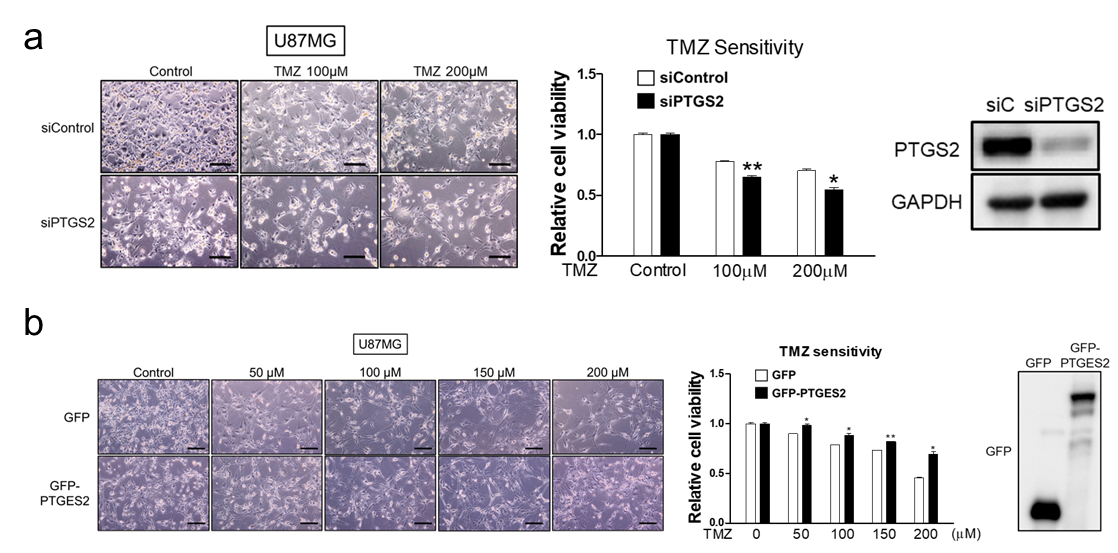 a
U87MG
Control TMZ 100μM TMZ 200μM
siControl
siPTGS2
TMZ Sensitivity
siControl
siPTGS2
Relative cell viability
1.5
1.0
0.5
0.0
** *
TMZ Control 100μM 200μM
siC siPTGS2
PTGS2
GAPDH
b
U87MG
Control 50 μM 100 μM 150 μM 200 μM
GFP
GFP-
PTGES2
TMZ sensitivity
GFP
GFP-PTGES2
Relative cell viability
1.5
1.0
0.5
0.0
* * ** *
TMZ 0 50 100 150 200 (μM)
GFP GFP-
PTGES2
GFP